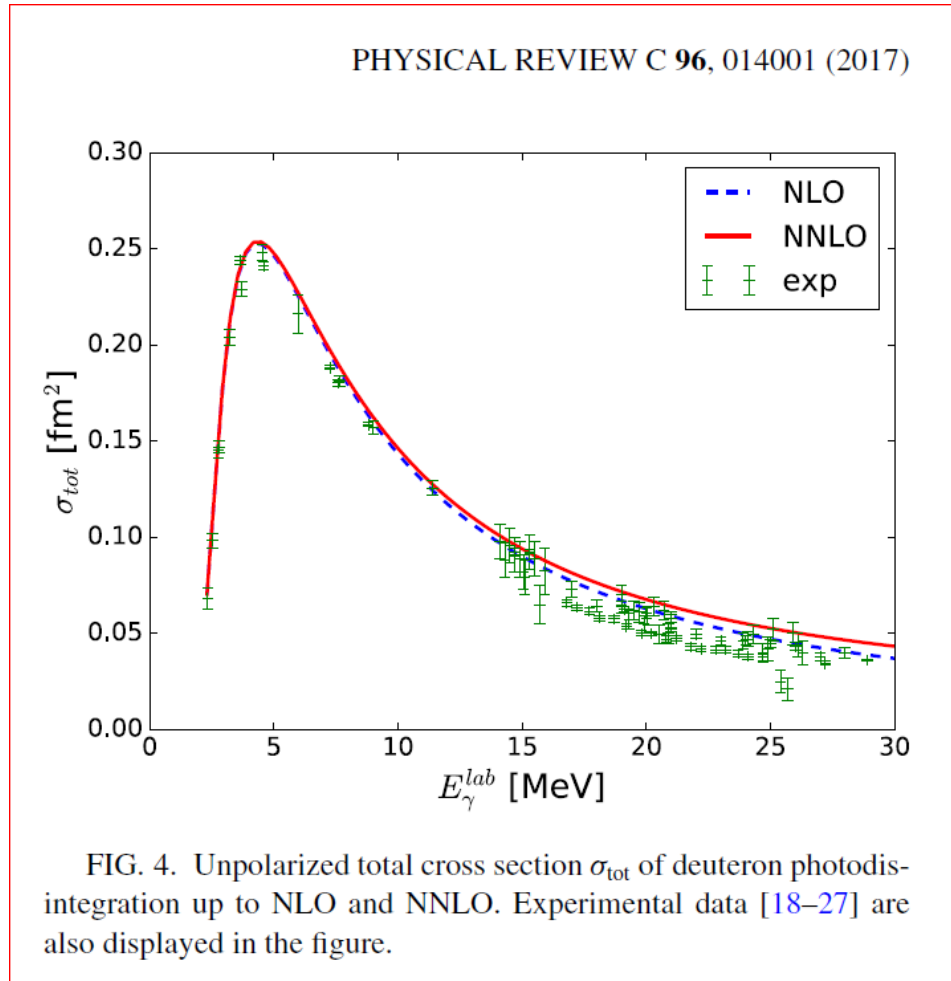 PHYSICAL REVIEW C 96, 014001 (2017)
0.30
0.25
0.20
0.15
0.10
0.05
0.00
σtot [fm²]
NLO
NNLO
exp
0 5 10 15 20 25 30
E_γ^lab [MeV]
FIG. 4. Unpolarized total cross section σtot of deuteron photodis-
integration up to NLO and NNLO. Experimental data [18–27] are
also displayed in the figure.